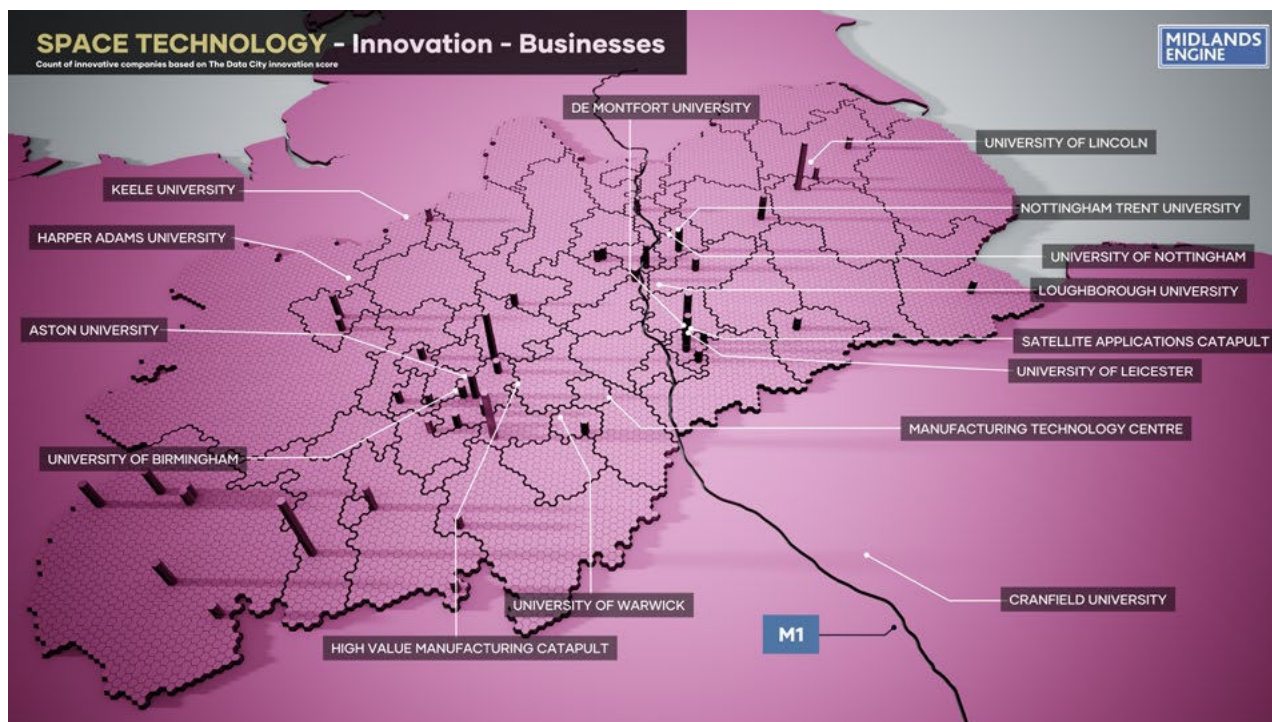 SPACE TECHNOLOGY - Innovation - Businesses
Count of innovative companies based on The Data City innovation score
MIDLANDS
ENGINE
DE MONTFORT UNIVERSITY
UNIVERSITY OF LINCOLN
KEELE UNIVERSITY
NOTTINGHAM TRENT UNIVERSITY
HARPER ADAMS UNIVERSITY
UNIVERSITY OF NOTTINGHAM
LOUGHBOROUGH UNIVERSITY
ASTON UNIVERSITY
SATELLITE APPLICATIONS CATAPULT
UNIVERSITY OF LEICESTER
MANUFACTURING TECHNOLOGY CENTRE
UNIVERSITY OF BIRMINGHAM
CRANFIELD UNIVERSITY
UNIVERSITY OF WARWICK
M1
HIGH VALUE MANUFACTURING CATAPULT